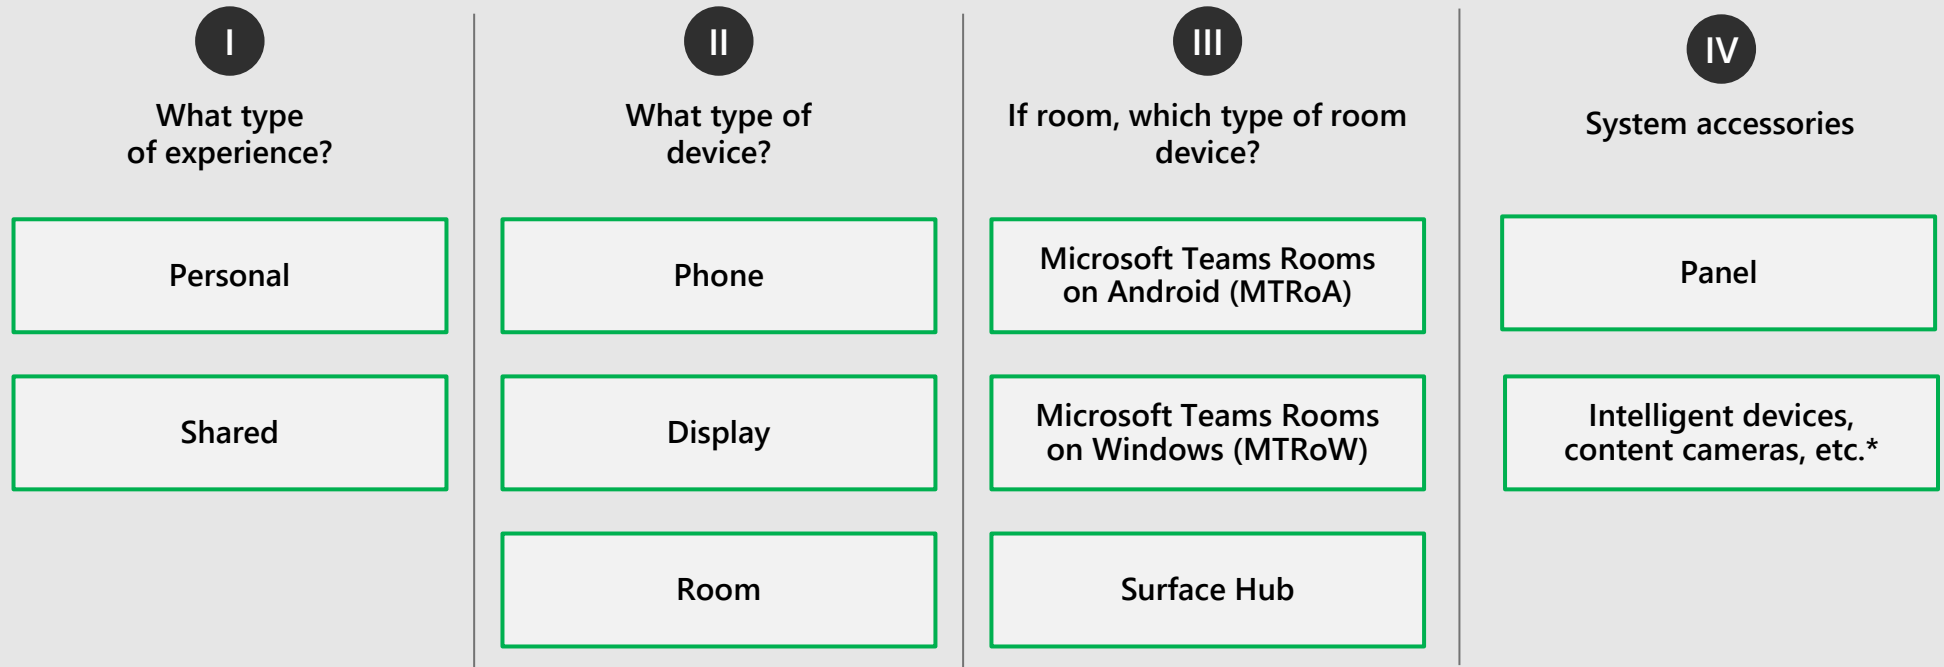 I
What type
of experience?
Personal
Shared
II
What type of
device?
Phone
Display
Room
III
If room, which type of room
device?
Microsoft Teams Rooms
on Android (MTRoA)
Microsoft Teams Rooms
on Windows (MTRoW)
Surface Hub
IV
System accessories
Panel
Intelligent devices,
content cameras, etc.*